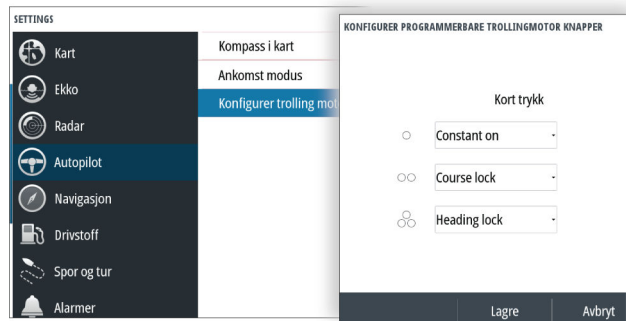 SETTINGS
Kart
Ekko
Radar
Autopilot
Navigasjon
Drivstoff
Spor og tur
Alarmer
Kompass i kart
Ankomst modus
Konfigurer trolling mot
KONFIGURER PROGRAMMERBARE TROLLINGMOTOR KNAPPER
Kort trykk
Constant on
Course lock
Heading lock
Lagre
Avbryt